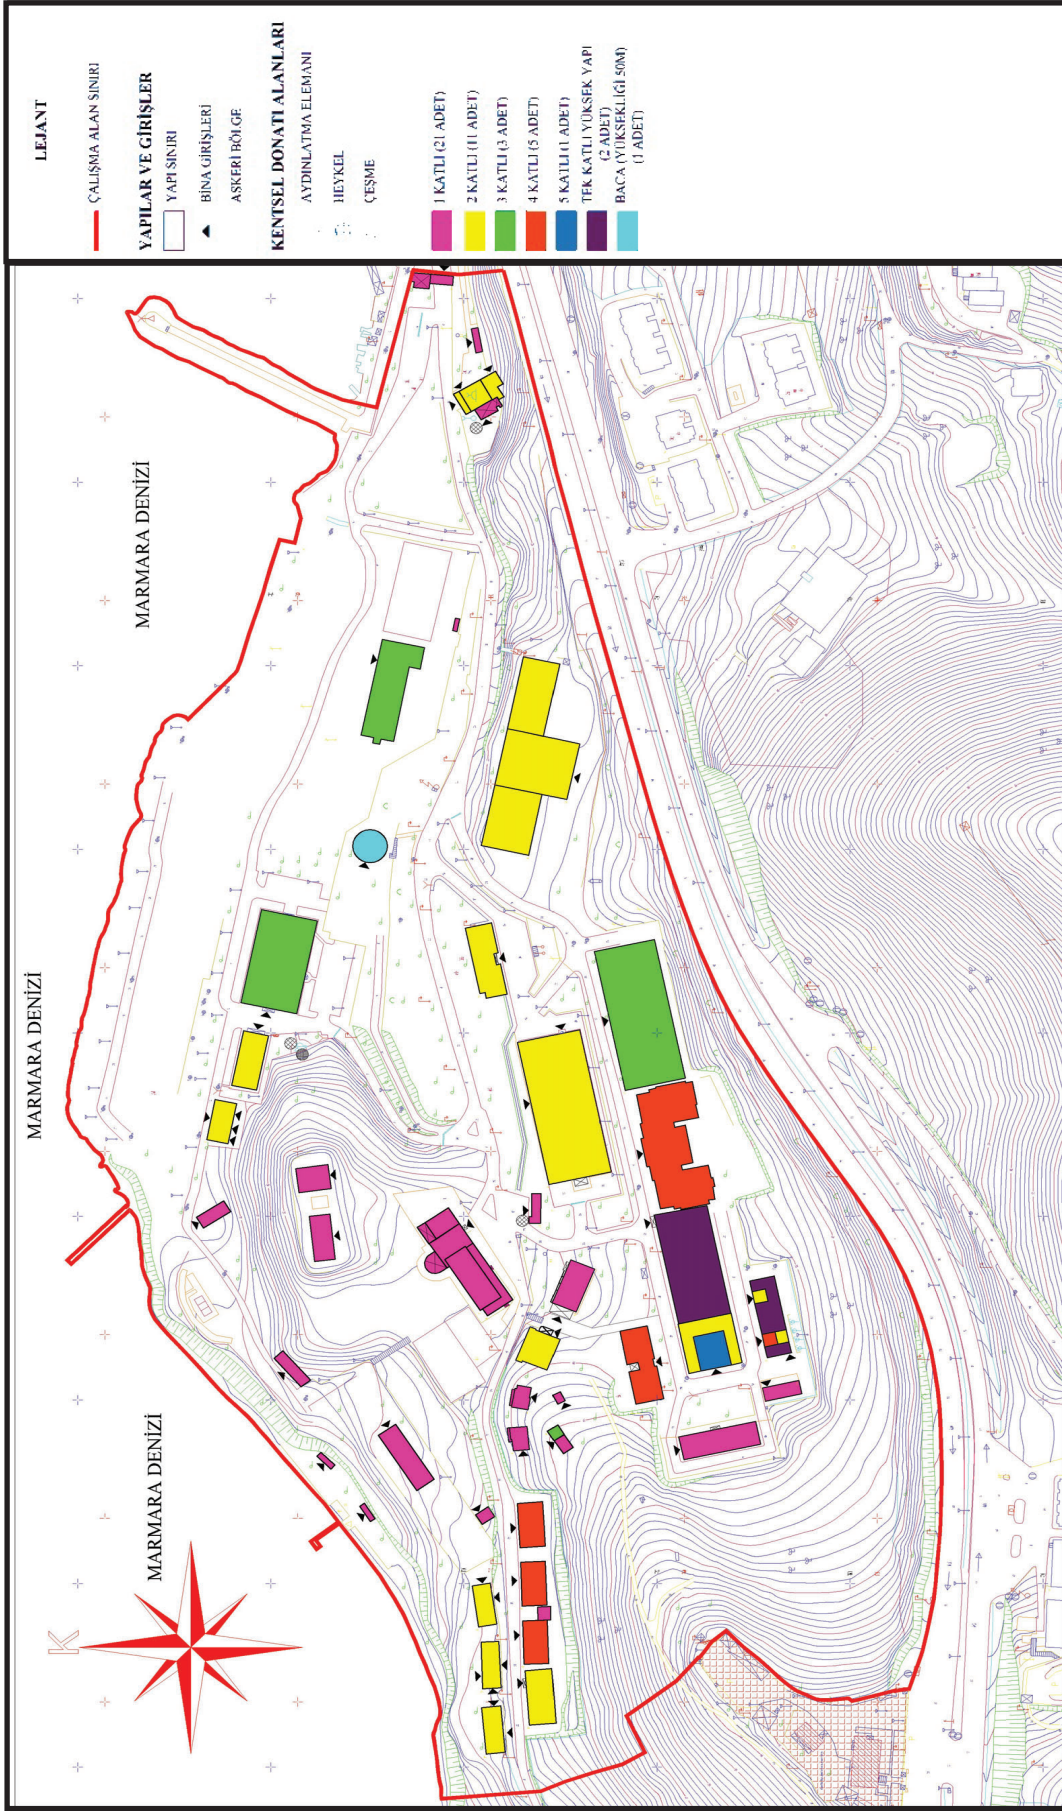 LEJANT
ÇALIŞMA ALAN SINIRI
YAPILAR VE GİRİŞLER
YAPI SINIRI
BİNA GİRİŞLERİ
ASKERİ BÖLGE
KENTSEL DONATI ALANLARI
AYDINLATMA ELEMANI
HEYKEL
ÇEŞME
1 KATLI (21 ADET)
2 KATLI (11 ADET)
3 KATLI (3 ADET)
4 KATLI (5 ADET)
5 KATLI (1 ADET)
TEK KATLI YÜKSEK YAPI
(2 ADET)
BACA (YÜKSEKLİĞİ 50M)
(1 ADET)
MARMARA DENİZİ
MARMARA DENİZİ
MARMARA DENİZİ
K